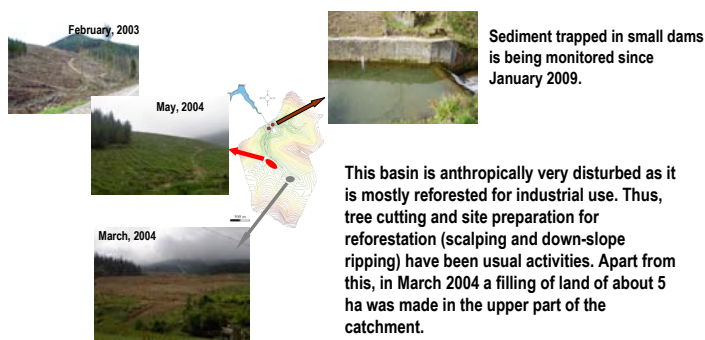 February, 2003
Sediment trapped in small dams
is being monitored since
January 2009.
May, 2004
This basin is anthropically very disturbed as it
is mostly reforested for industrial use. Thus,
tree cutting and site preparation for
reforestation (scalping and down-slope
ripping) have been usual activities. Apart from
this, in March 2004 a filling of land of about 5
ha was made in the upper part of the
catchment.
March, 2004